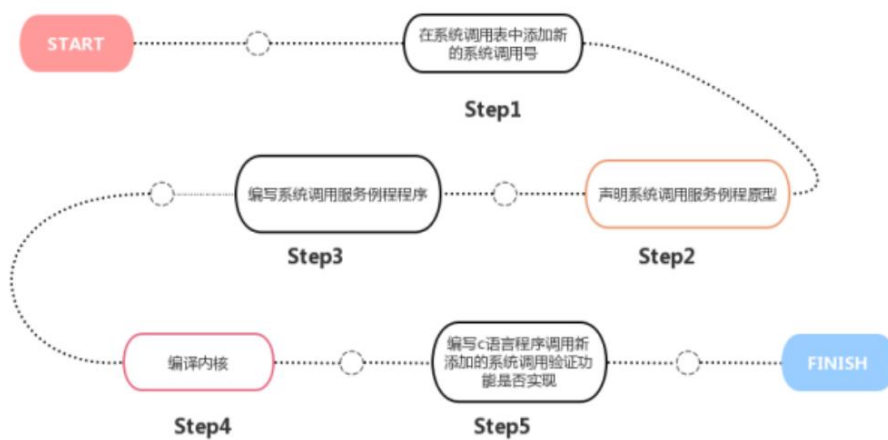 START
在系统调用表中添加新
的系统调用号
Step1
编写系统调用服务例程程序
声明系统调用服务例程原型
Step3
Step2
编译内核
编写c语言程序调用新
添加的系统调用验证功
能是否实现
FINISH
Step4
Step5